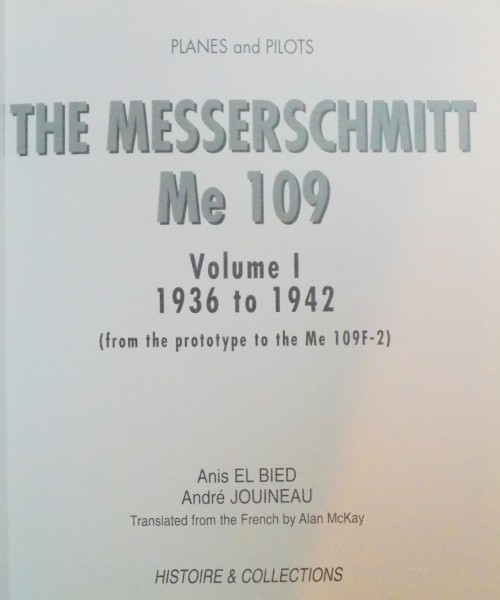 PLANES and PILOTS
THE MESSERSCHMITT
Me 109
Volume I
1936 to 1942
(from the prototype to the Me 109F-2)
Anis EL BIED
André JOUINEAU
Translated from the French by Alan McKay
HISTOIRE & COLLECTIONS